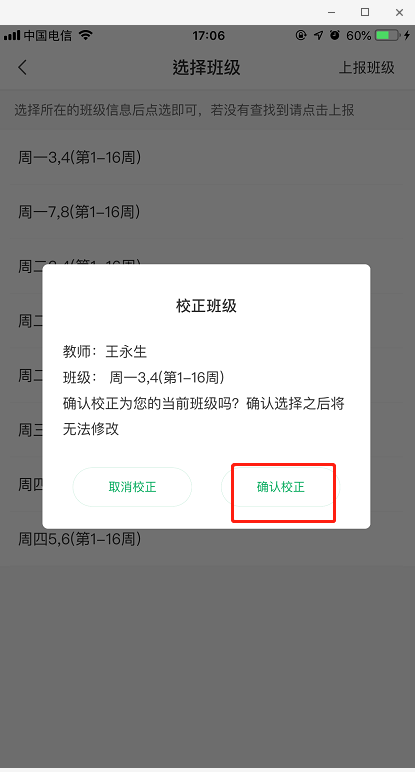 中国电信 17:06 60%
选择班级 上报班级
选择所在的班级信息后点选即可，若没有查找到请点击上报
周一3,4(第1-16周)
周一7,8(第1-16周)
校正班级
教师：王永生
班级： 周一3,4(第1-16周)
确认校正为您的当前班级吗？确认选择之后将
无法修改
取消校正 确认校正
周四5,6(第1-16周)